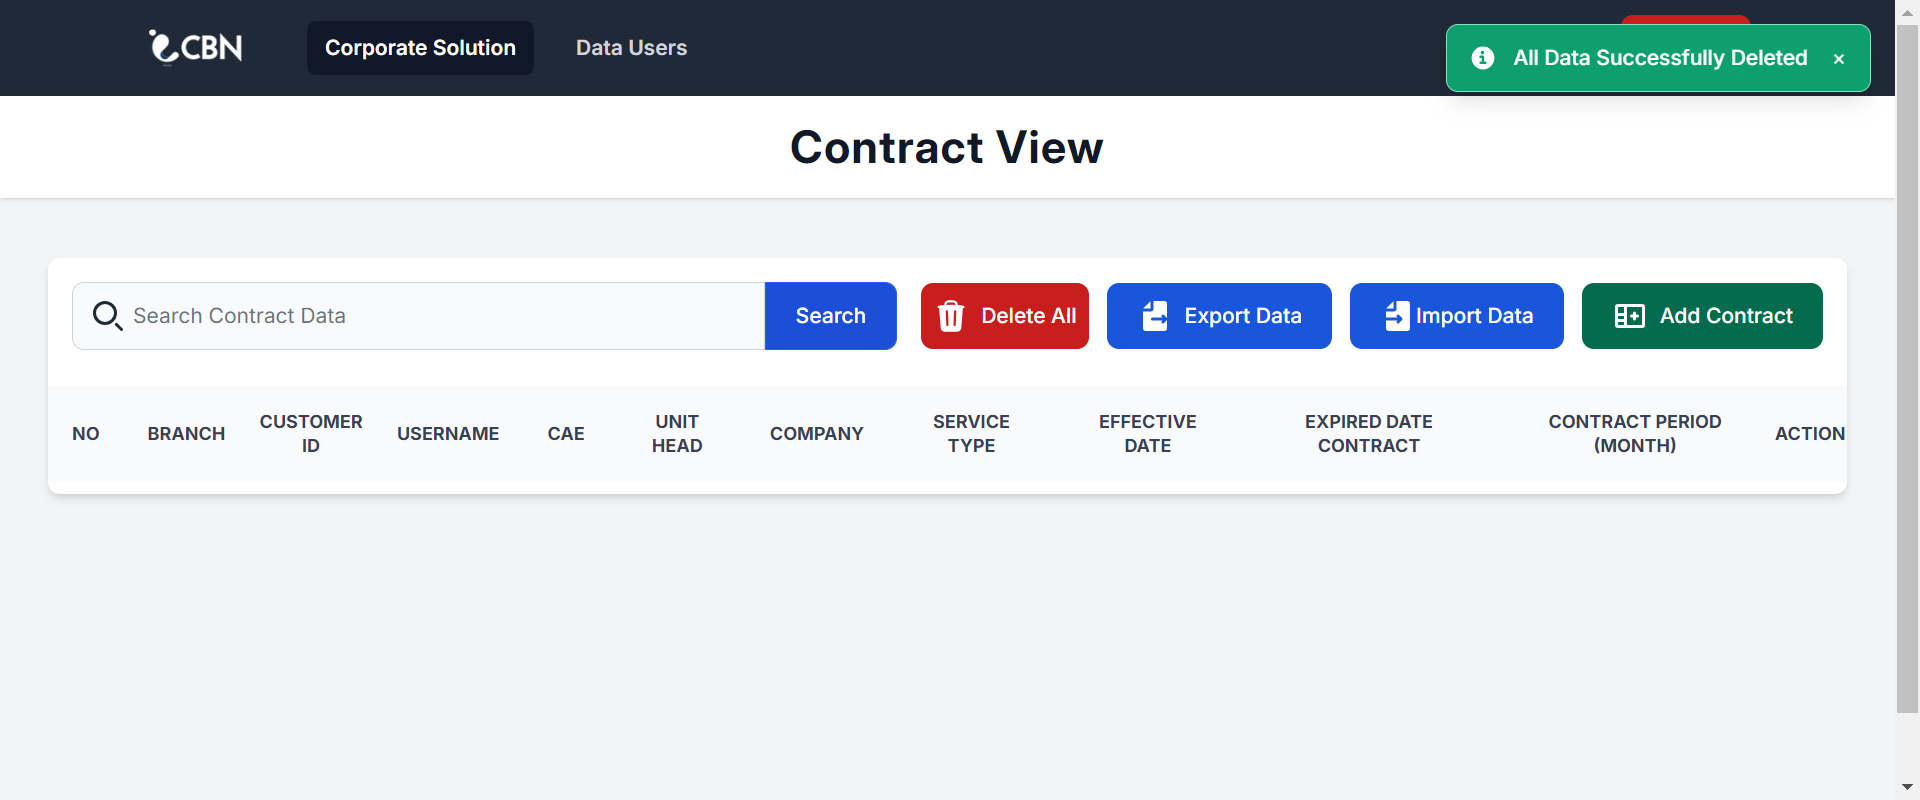 CBN
Corporate Solution
Data Users
All Data Successfully Deleted
×
Contract View
Search Contract Data
Search
Delete All
Export Data
Import Data
Add Contract
NO
BRANCH
CUSTOMER
ID
USERNAME
CAE
UNIT
HEAD
COMPANY
SERVICE
TYPE
EFFECTIVE
DATE
EXPIRED DATE
CONTRACT
CONTRACT PERIOD
(MONTH)
ACTION